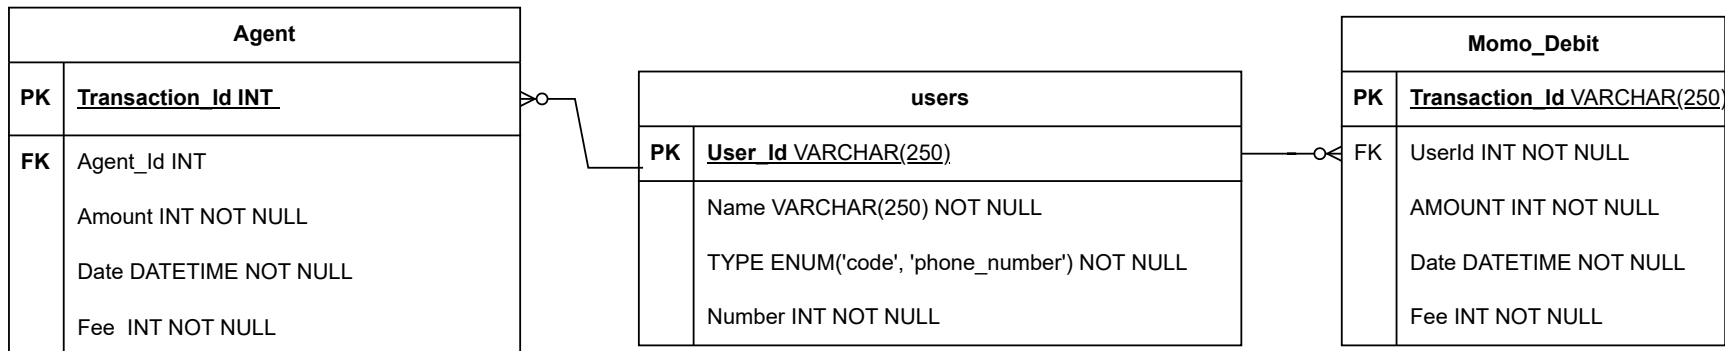 Agent
PK Transaction_Id INT
FK Agent_Id INT
Amount INT NOT NULL
Date DATETIME NOT NULL
Fee INT NOT NULL
users
PK User_Id VARCHAR(250)
Name VARCHAR(250) NOT NULL
TYPE ENUM('code', 'phone_number') NOT NULL
Number INT NOT NULL
Momo_Debit
PK Transaction_Id VARCHAR(250)
FK UserId INT NOT NULL
AMOUNT INT NOT NULL
Date DATETIME NOT NULL
Fee INT NOT NULL